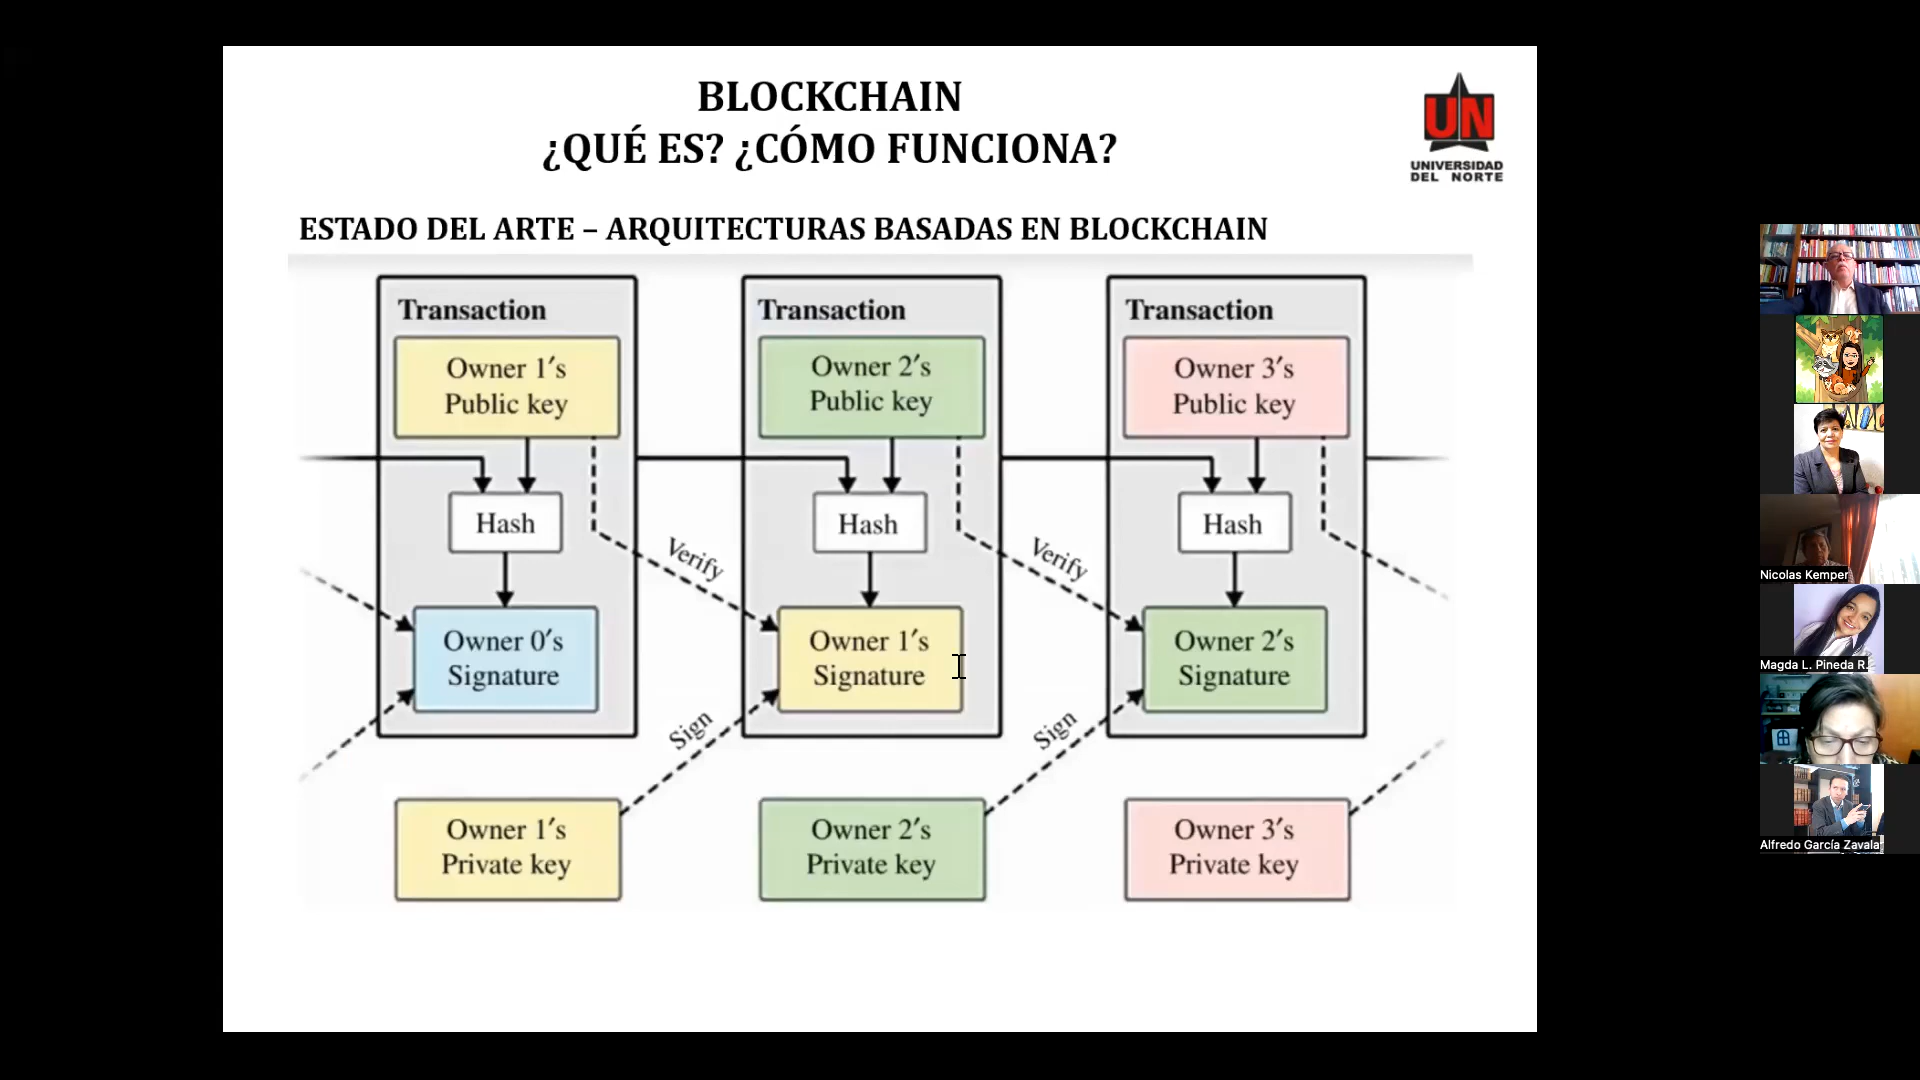 BLOCKCHAIN
¿QUÉ ES? ¿CÓMO FUNCIONA?
UN
UNIVERSIDAD
DEL NORTE
ESTADO DEL ARTE – ARQUITECTURAS BASADAS EN BLOCKCHAIN
Transaction
Owner 1′s
Public key
Hash
Owner 0′s
Signature
Verify
Sign
Owner 1′s
Private key
Transaction
Owner 2′s
Public key
Hash
Owner 1′s
Signature
Verify
Sign
Owner 2′s
Private key
Transaction
Owner 3′s
Public key
Hash
Owner 2′s
Signature
Owner 3′s
Private key
Nicolas Kemper
Magda L. Pineda R.
Alfredo García Zavala